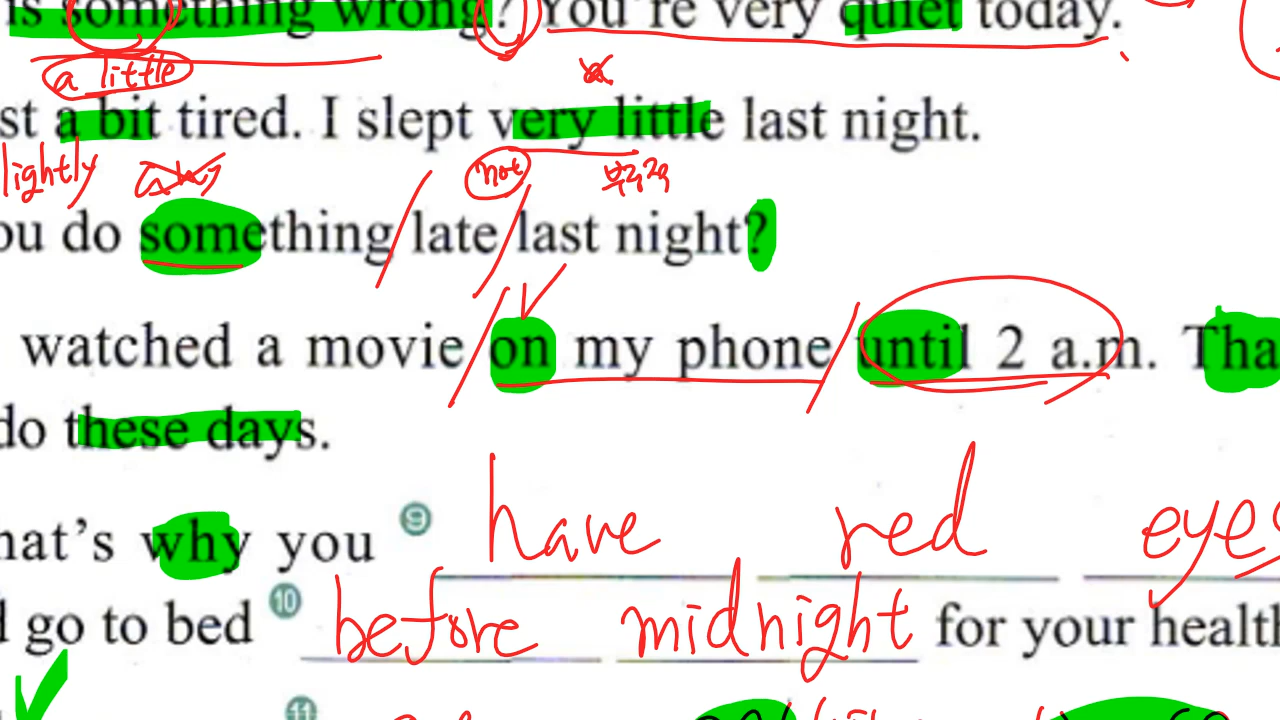 is something wrong? You're very quiet today.
a little
st a bit tired. I slept very little last night.
lightly any not
ou do something late last night?
watched a movie on my phone until 2 a.m. Tha
do these days.
hat's why you ⑨ have red eyes
d go to bed ⑩ before midnight for your health
⑪